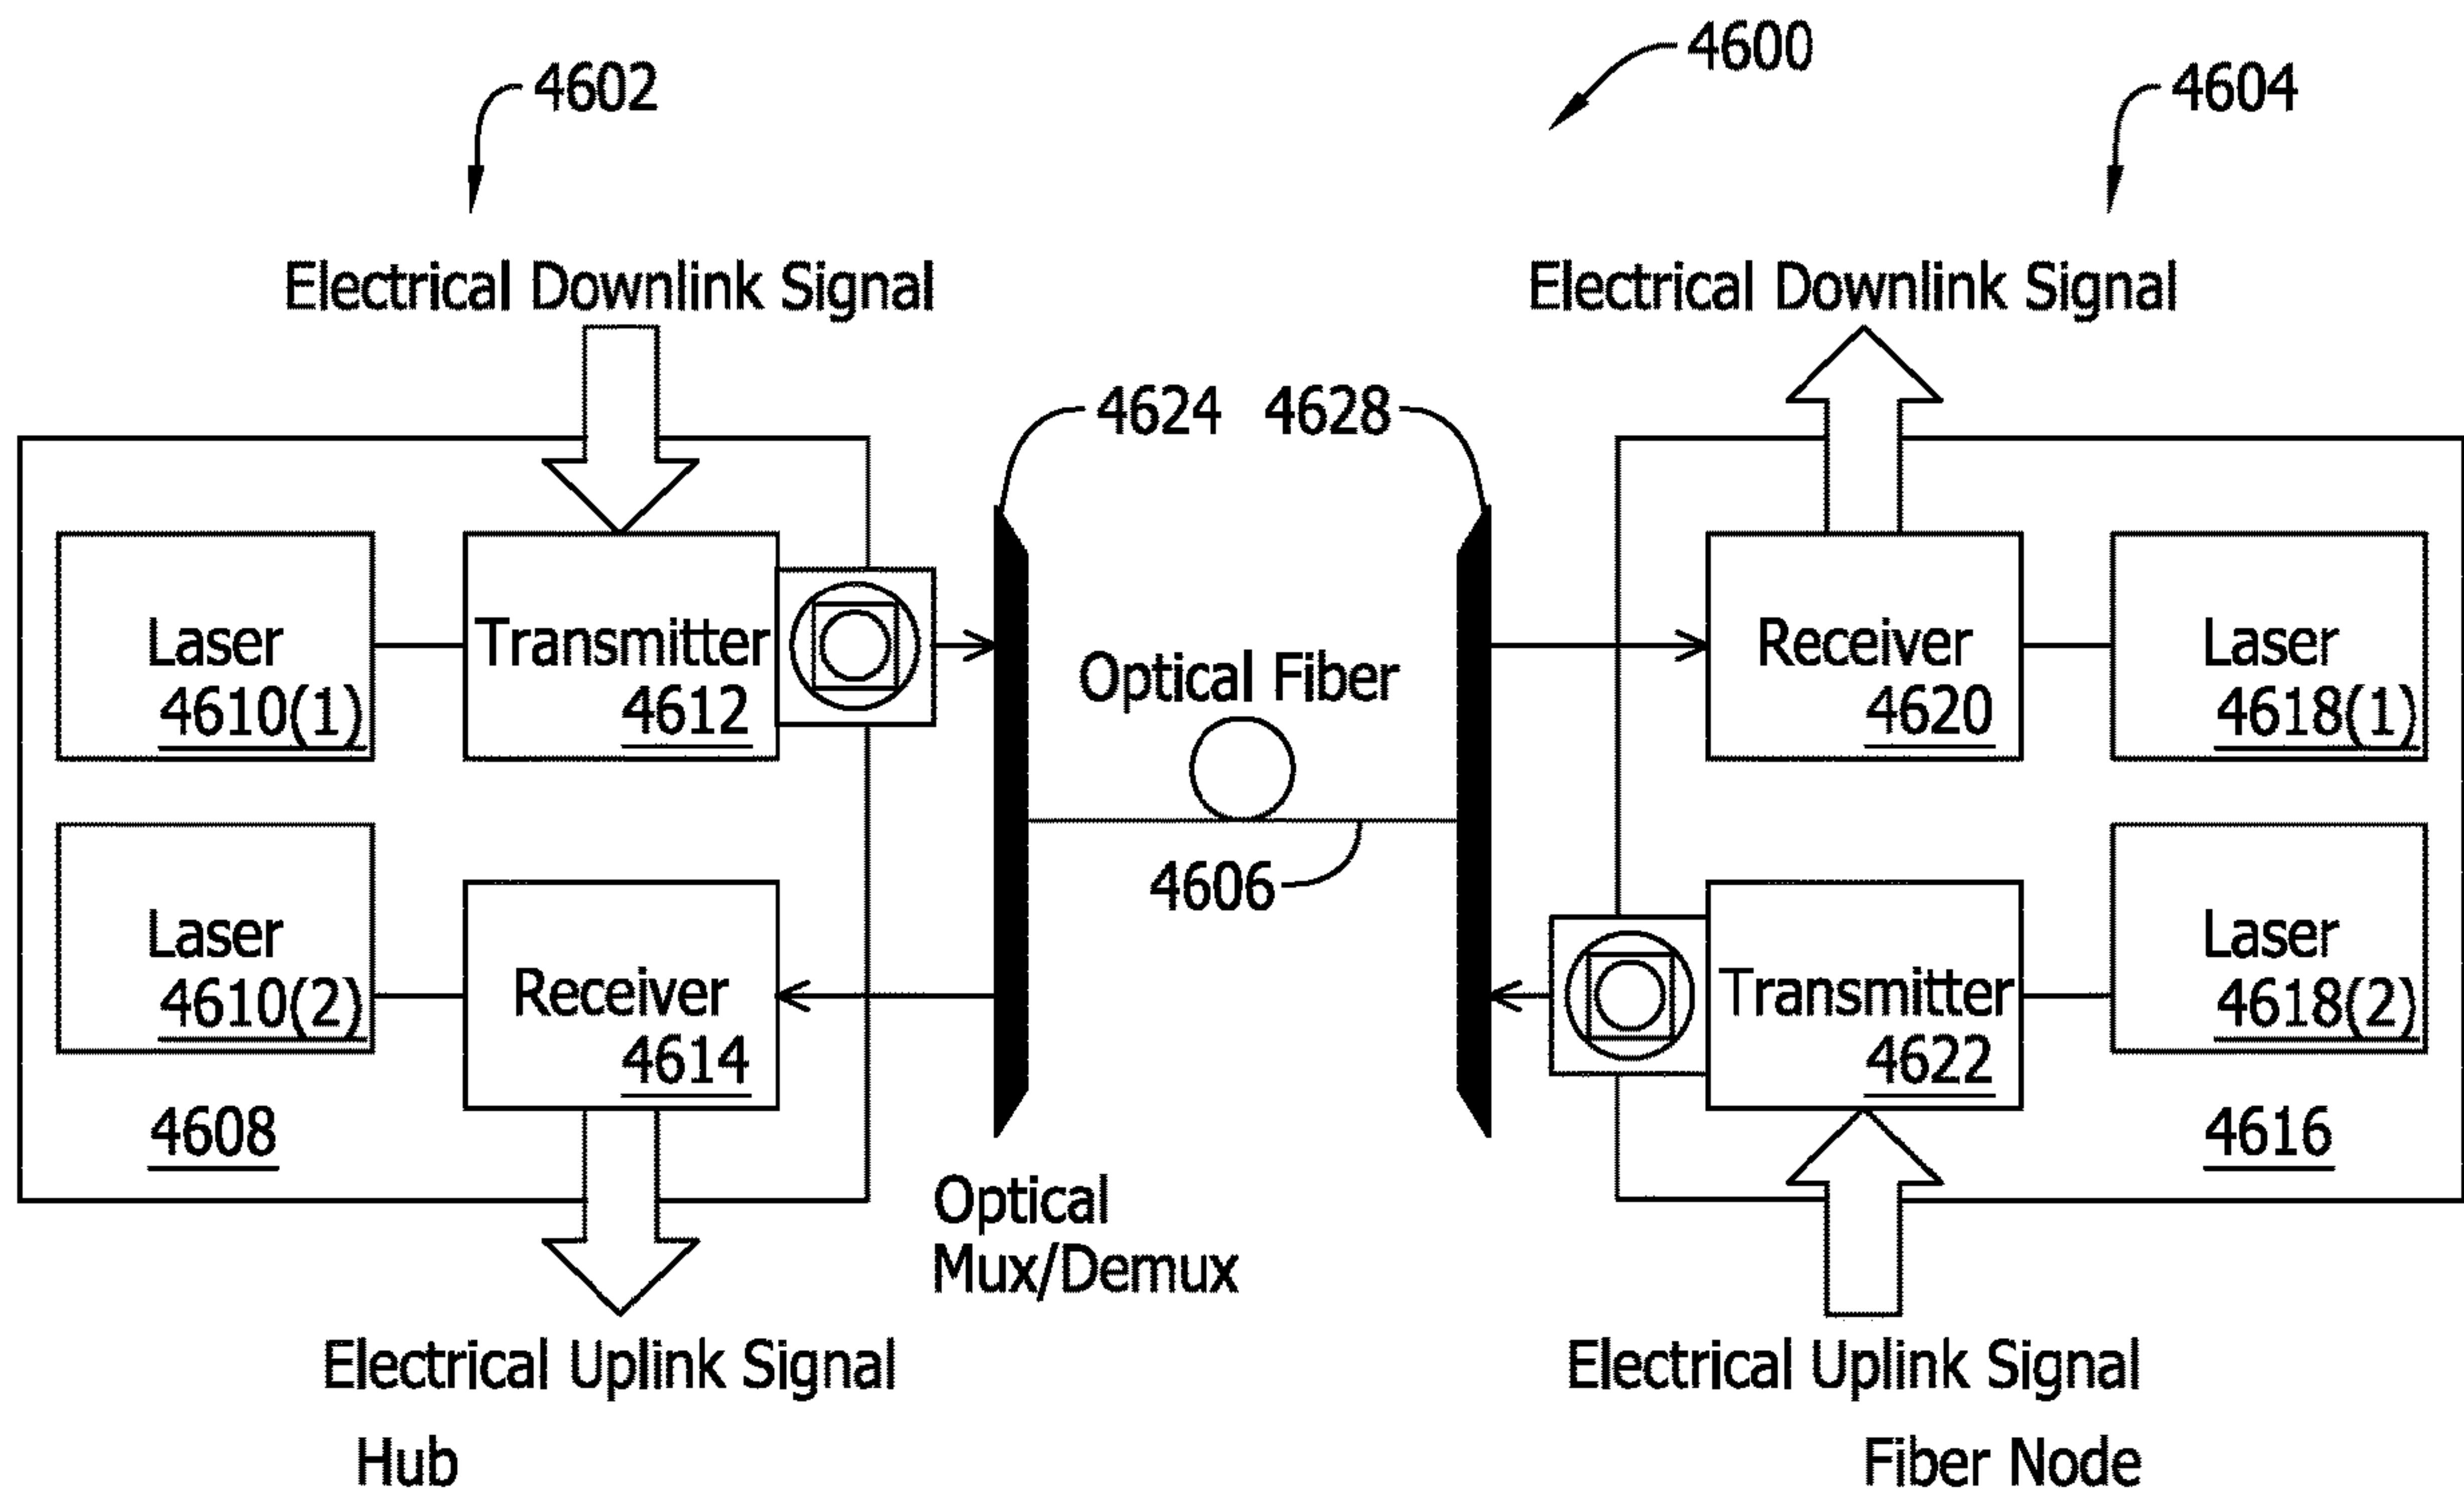 4600
4602
4604
Electrical Downlink Signal
Electrical Downlink Signal
4624
4628
Laser
4610(1)
Transmitter
4612
Optical Fiber
Receiver
4620
Laser
4618(1)
4606
Laser
4610(2)
Receiver
4614
Transmitter
4622
Laser
4618(2)
4608
4616
Optical
Mux/Demux
Electrical Uplink Signal
Electrical Uplink Signal
Hub
Fiber Node